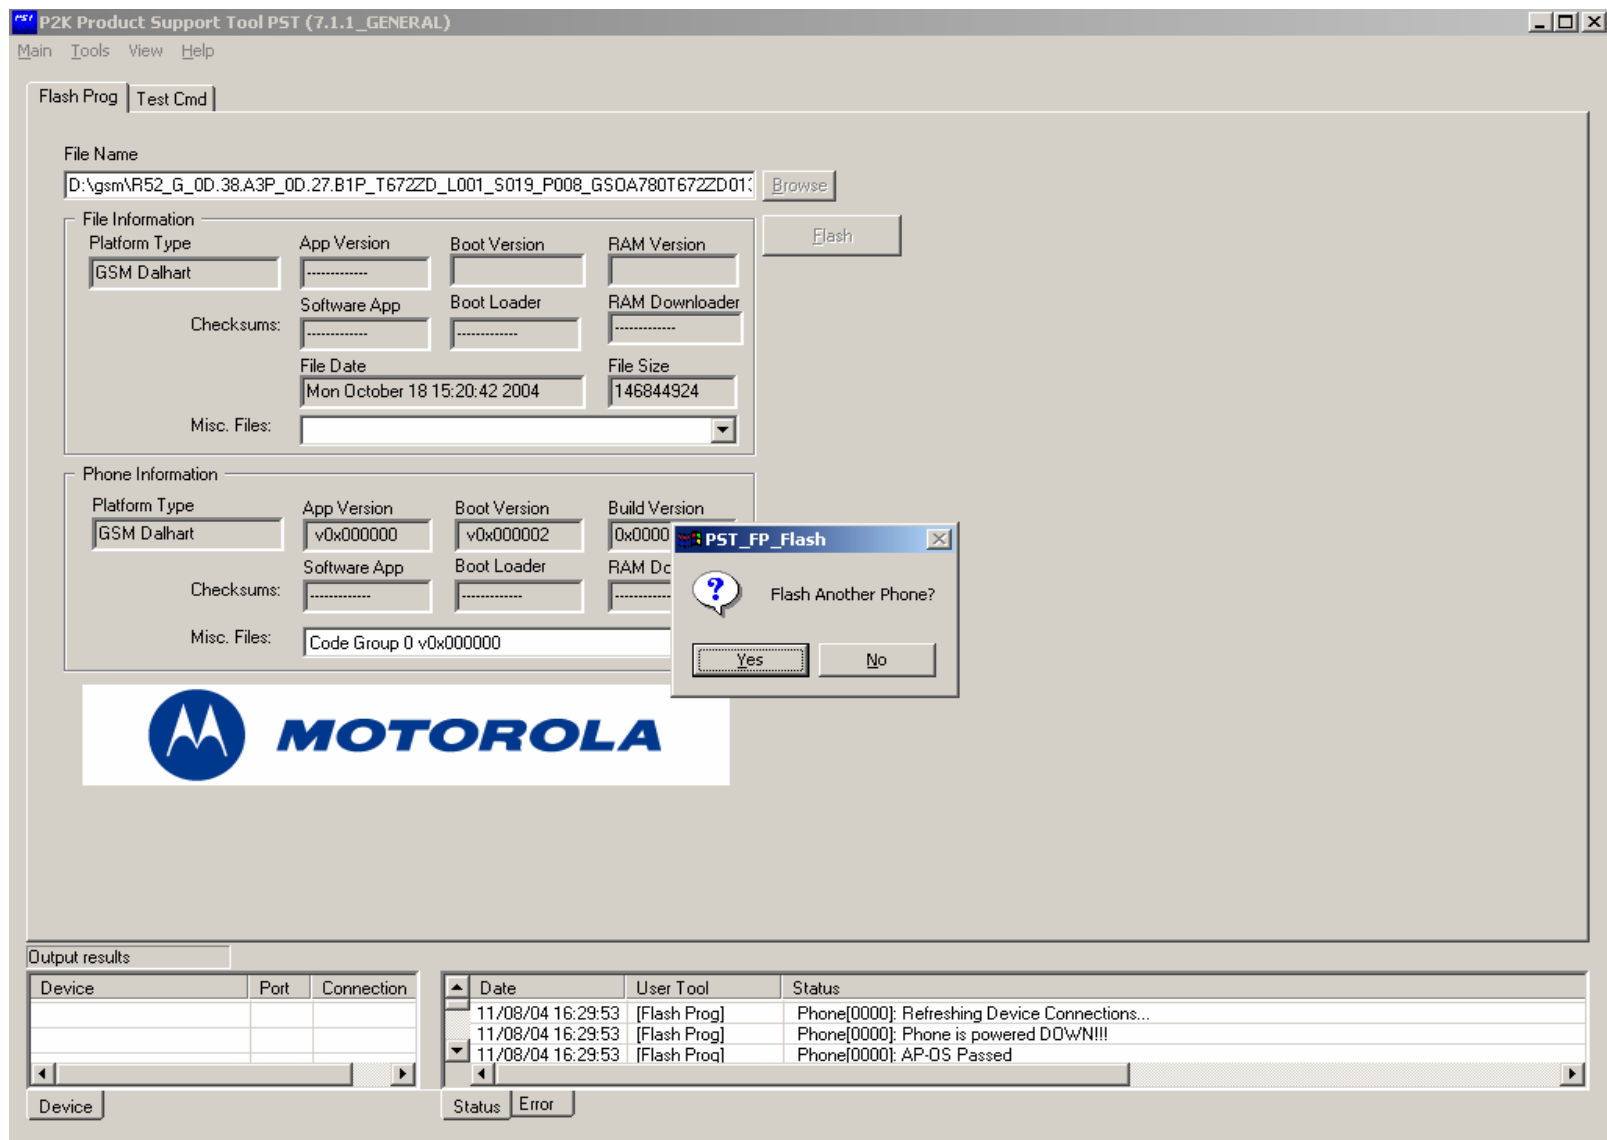 PST P2K Product Support Tool PST (7.1.1_GENERAL)
Main Tools View Help
Flash Prog Test Cmd
File Name
D:\gsm\R52_G_0D.38.A3P_0D.27.B1P_T672ZD_L001_S019_P008_GSOA780T672ZD01 Browse
File Information
Flash
Platform Type App Version Boot Version RAM Version
GSM Dalhart -------------
Software App Boot Loader RAM Downloader
Checksums: ------------- ------------- -------------
File Date File Size
Mon October 18 15:20:42 2004 146844924
Misc. Files:
Phone Information
Platform Type App Version Boot Version Build Version
GSM Dalhart v0x000000 v0x000002 0x0000
PST_FP_Flash
Software App Boot Loader RAM Do
Checksums: ------------- ------------- -------------
Flash Another Phone?
Misc. Files: Code Group 0 v0x000000
Yes No
MOTOROLA
Output results
Device Port Connection
Date User Tool Status
11/08/04 16:29:53 [Flash Prog] Phone[0000]: Refreshing Device Connections...
11/08/04 16:29:53 [Flash Prog] Phone[0000]: Phone is powered DOWN!!!
11/08/04 16:29:53 [Flash Prog] Phone[0000]: AP-OS Passed
Device
Status Error